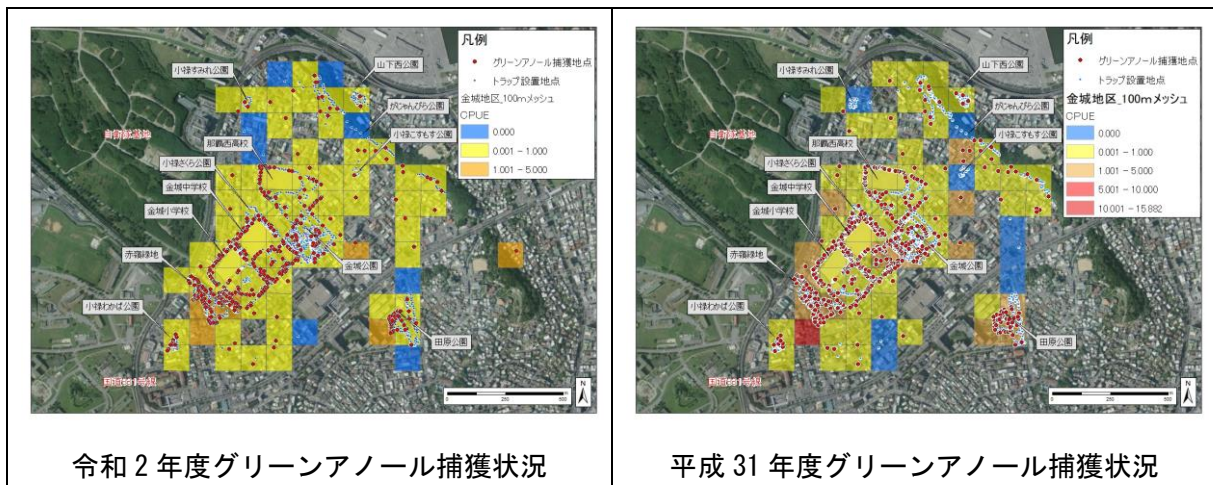 凡例
グリーンアノール捕獲地点
トラップ設置地点
金城地区_100mメッシュ
CPUE
0.000
0.001 - 1.000
1.001 - 5.000
小禄すみれ公園
山下西公園
がじゃんびら公園
小禄こすもす公園
自衛隊基地
那覇西高校
小禄さくら公園
金城中学校
金城小学校
赤嶺緑地
金城公園
小禄わかば公園
田原公園
国道331号線
0
250
500
N
令和 2 年度グリーンアノール捕獲状況
凡例
グリーンアノール捕獲地点
トラップ設置地点
金城地区_100mメッシュ
CPUE
0.000
0.001 - 1.000
1.001 - 5.000
5.001 - 10.000
10.001 - 15.882
小禄すみれ公園
山下西公園
がじゃんびら公園
小禄こすもす公園
自衛隊基地
那覇西高校
小禄さくら公園
金城中学校
金城小学校
赤嶺緑地
金城公園
小禄わかば公園
田原公園
国道331号線
0
250
500
N
平成 31 年度グリーンアノール捕獲状況